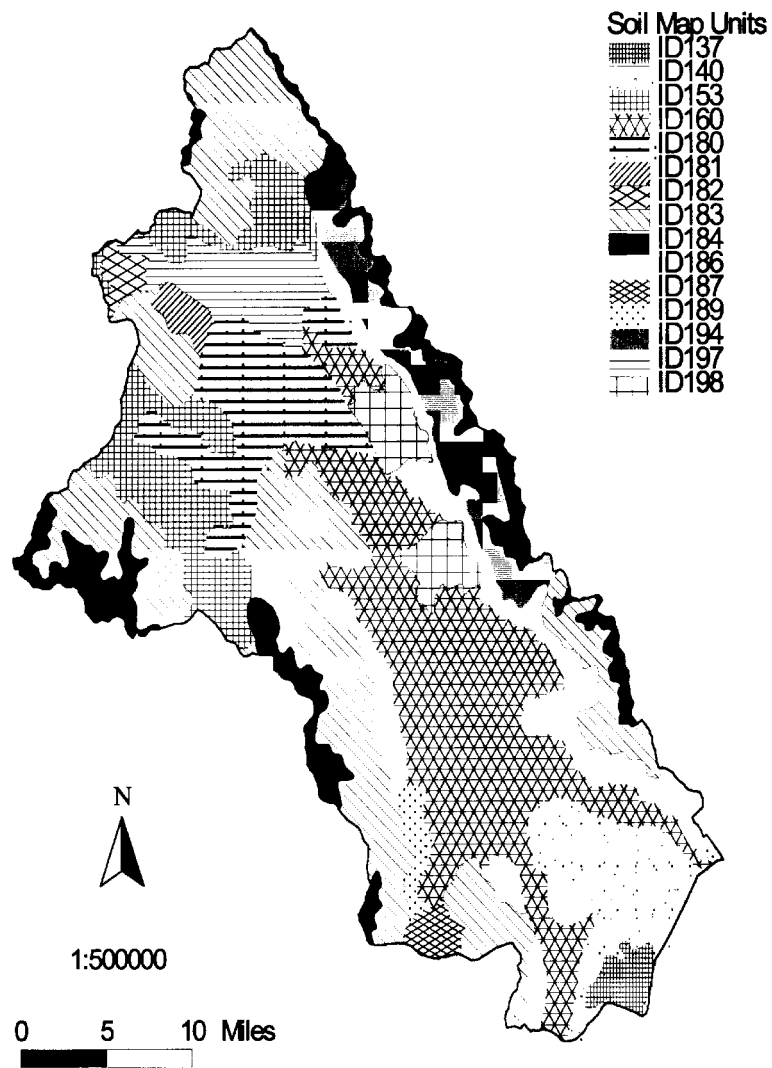 Soil Map Units
ID137
ID140
ID153
ID160
ID180
ID181
ID182
ID183
ID184
ID186
ID187
ID189
ID194
ID197
ID198
N
1:500000
0 5 10 Miles